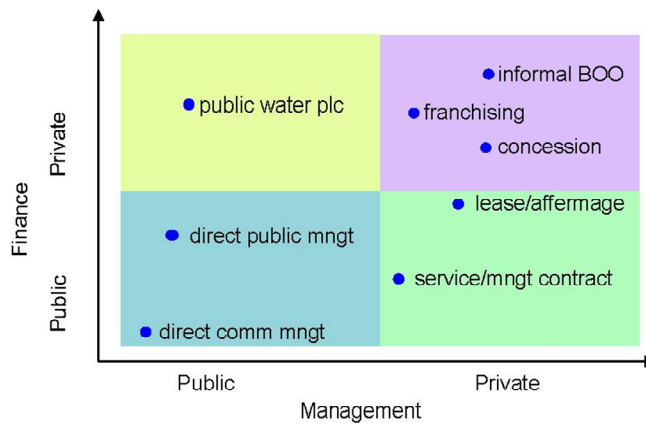 informal BOO
public water plc
franchising
concession
lease/affermage
direct public mngt
service/mngt contract
direct comm mngt
Finance
Private
Public
Public
Private
Management